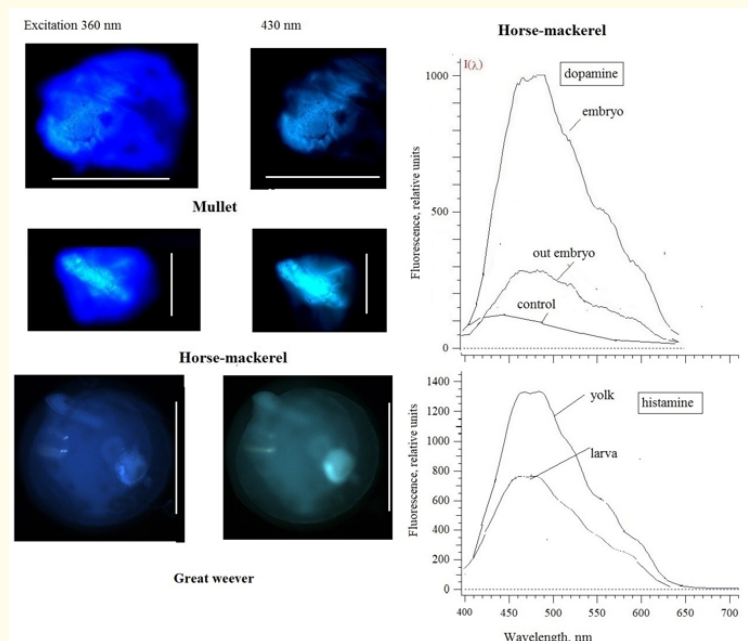 Excitation 360 nm
430 nm
Mullet
Horse-mackerel
Great weever
Horse-mackerel
I(λ)
dopamine
embryo
out embryo
control
Fluorescence, relative units
1000
500
0
histamine
yolk
larva
Fluorescence, relative units
1400
1200
1000
800
600
400
200
0
400 450 500 550 600 650 700
Wavelength, nm